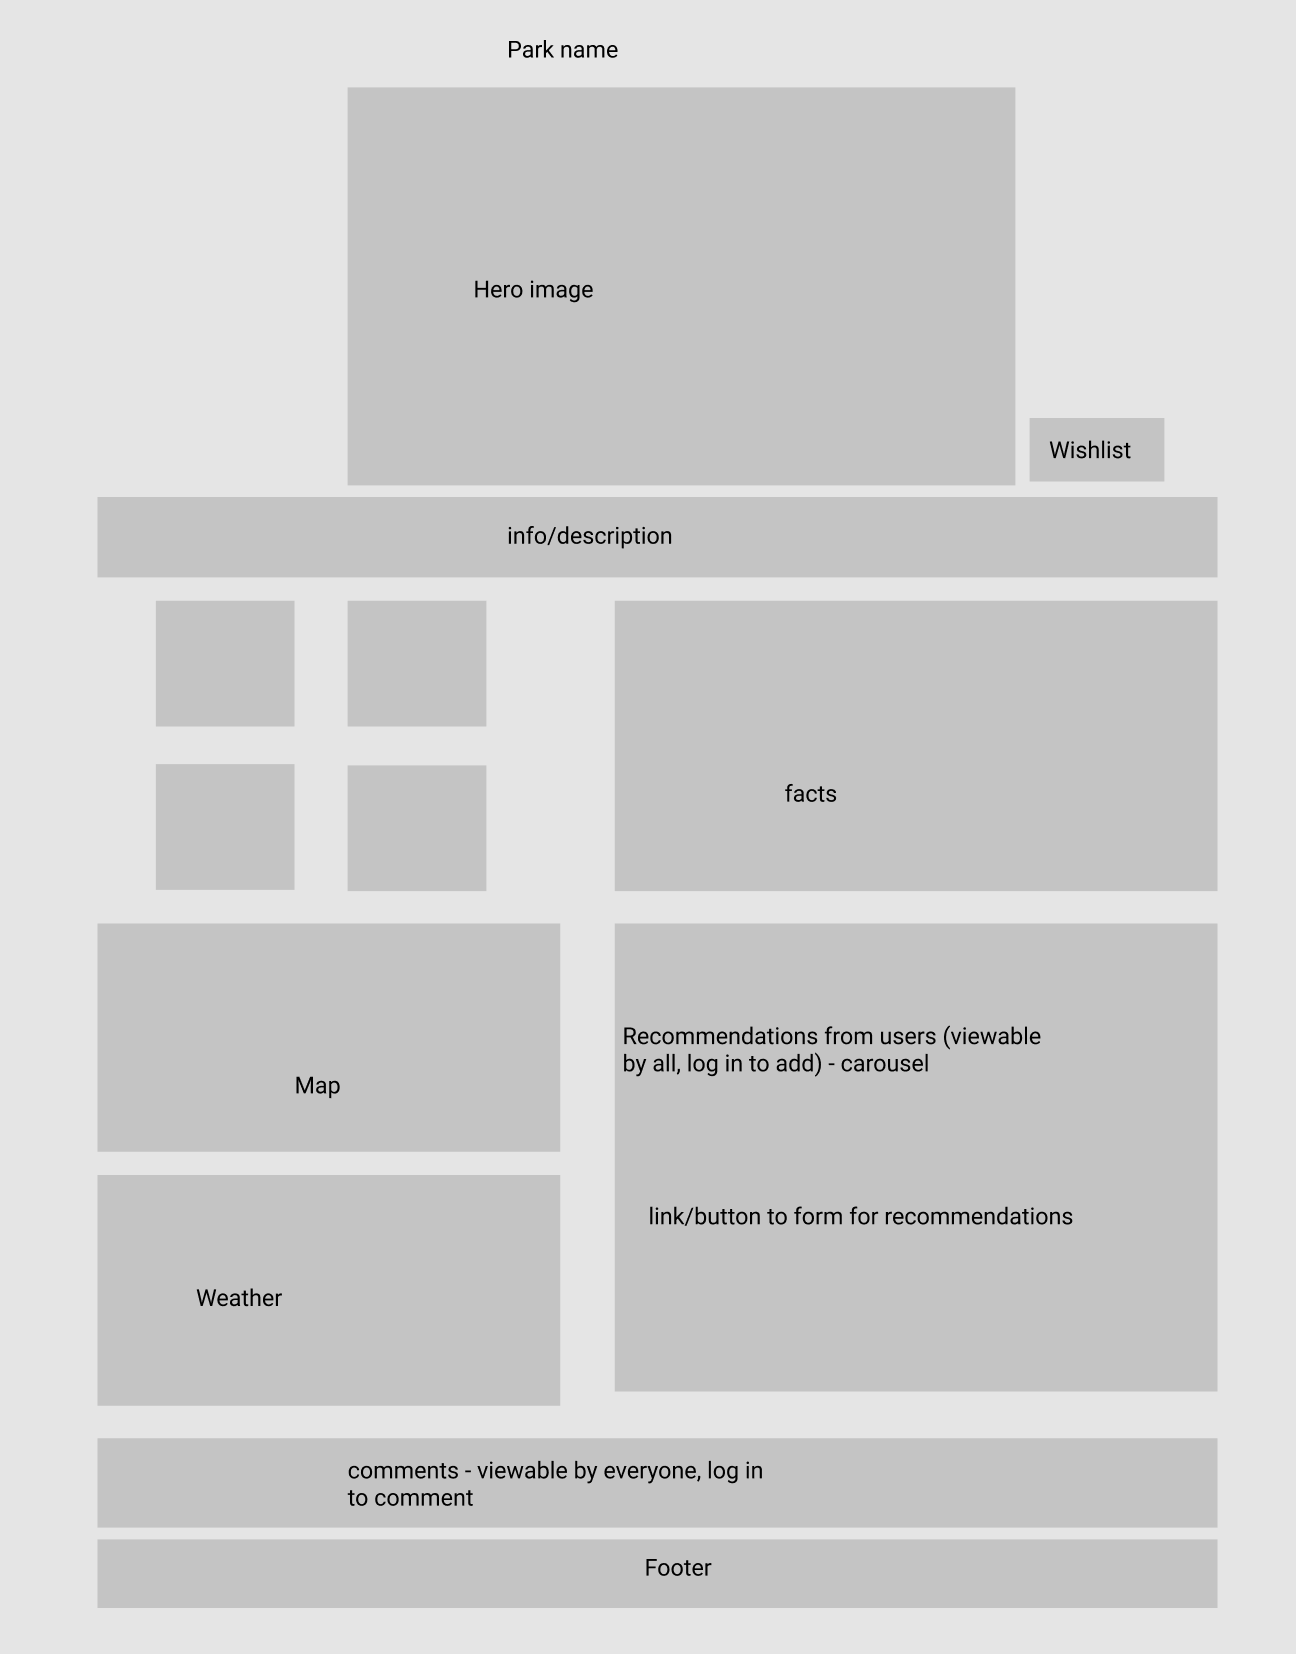 Park name
Hero image
Wishlist
info/description
facts
Recommendations from users (viewable
by all, log in to add) - carousel
Map
link/button to form for recommendations
Weather
comments - viewable by everyone, log in
to comment
Footer